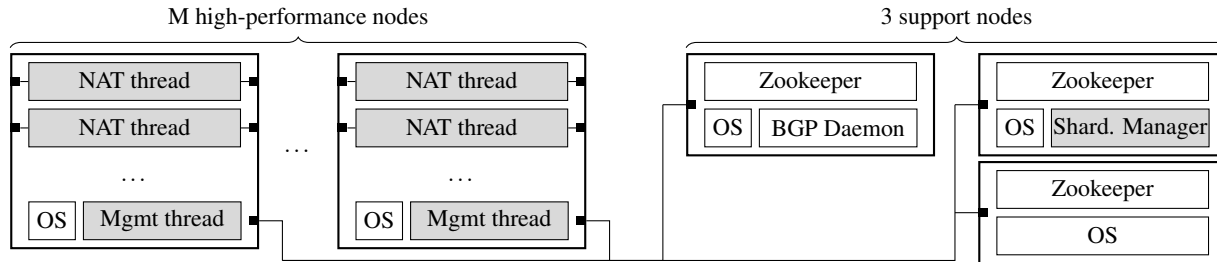 M high-performance nodes
3 support nodes
NAT thread
NAT thread
...
OS
Mgmt thread
...
NAT thread
NAT thread
...
OS
Mgmt thread
Zookeeper
OS
BGP Daemon
Zookeeper
OS
Shard. Manager
Zookeeper
OS